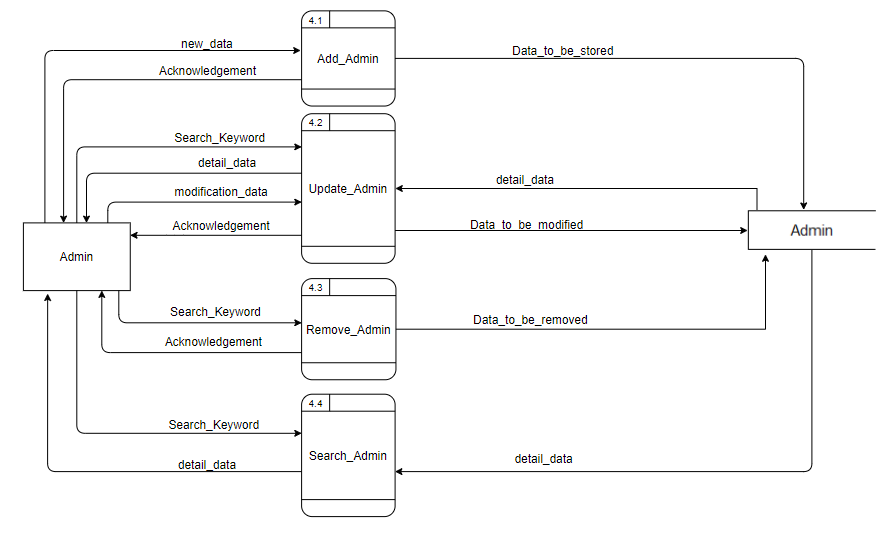 4.1
new_data
Add_Admin
Data_to_be_stored
Acknowledgement
4.2
Search_Keyword
detail_data
modification_data
Update_Admin
detail_data
Acknowledgement
Data_to_be_modified
Admin
Admin
4.3
Search_Keyword
Remove_Admin
Data_to_be_removed
Acknowledgement
4.4
Search_Keyword
Search_Admin
detail_data
detail_data